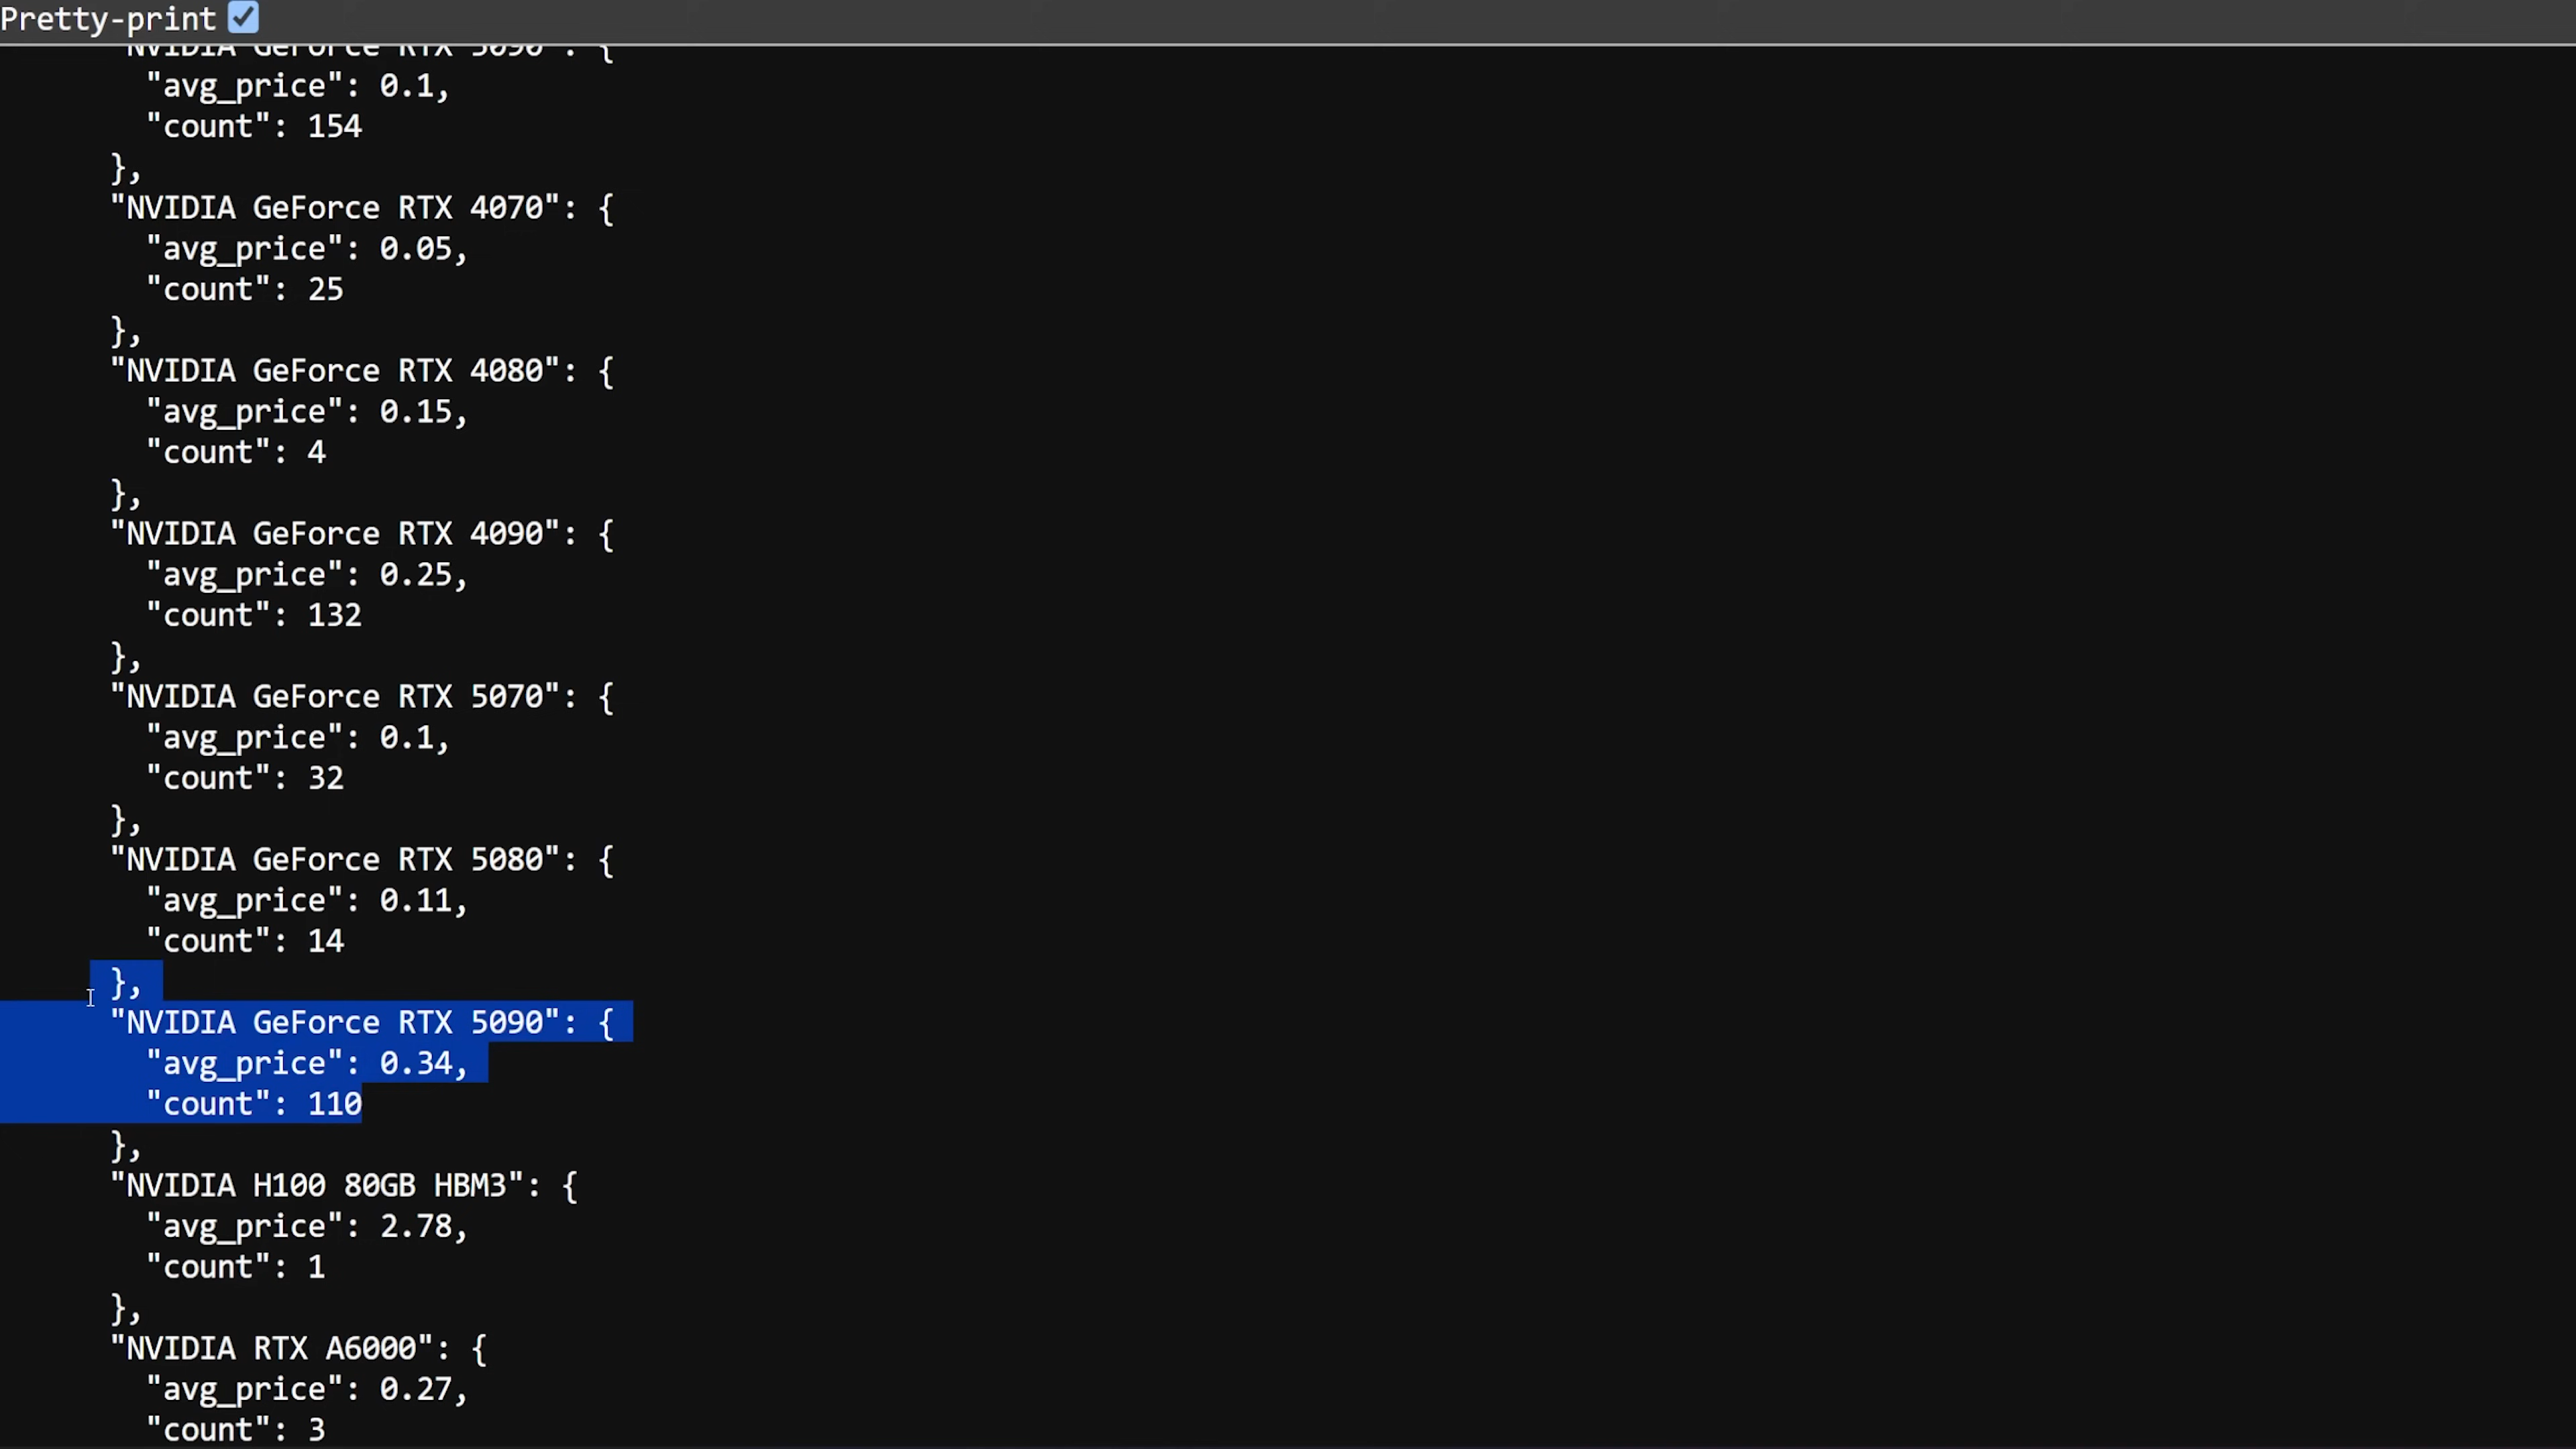 Pretty-print
"NVIDIA GeForce RTX 3090": {
"avg_price": 0.1,
"count": 154
},
"NVIDIA GeForce RTX 4070": {
"avg_price": 0.05,
"count": 25
},
"NVIDIA GeForce RTX 4080": {
"avg_price": 0.15,
"count": 4
},
"NVIDIA GeForce RTX 4090": {
"avg_price": 0.25,
"count": 132
},
"NVIDIA GeForce RTX 5070": {
"avg_price": 0.1,
"count": 32
},
"NVIDIA GeForce RTX 5080": {
"avg_price": 0.11,
"count": 14
},
"NVIDIA GeForce RTX 5090": {
"avg_price": 0.34,
"count": 110
},
"NVIDIA H100 80GB HBM3": {
"avg_price": 2.78,
"count": 1
},
"NVIDIA RTX A6000": {
"avg_price": 0.27,
"count": 3